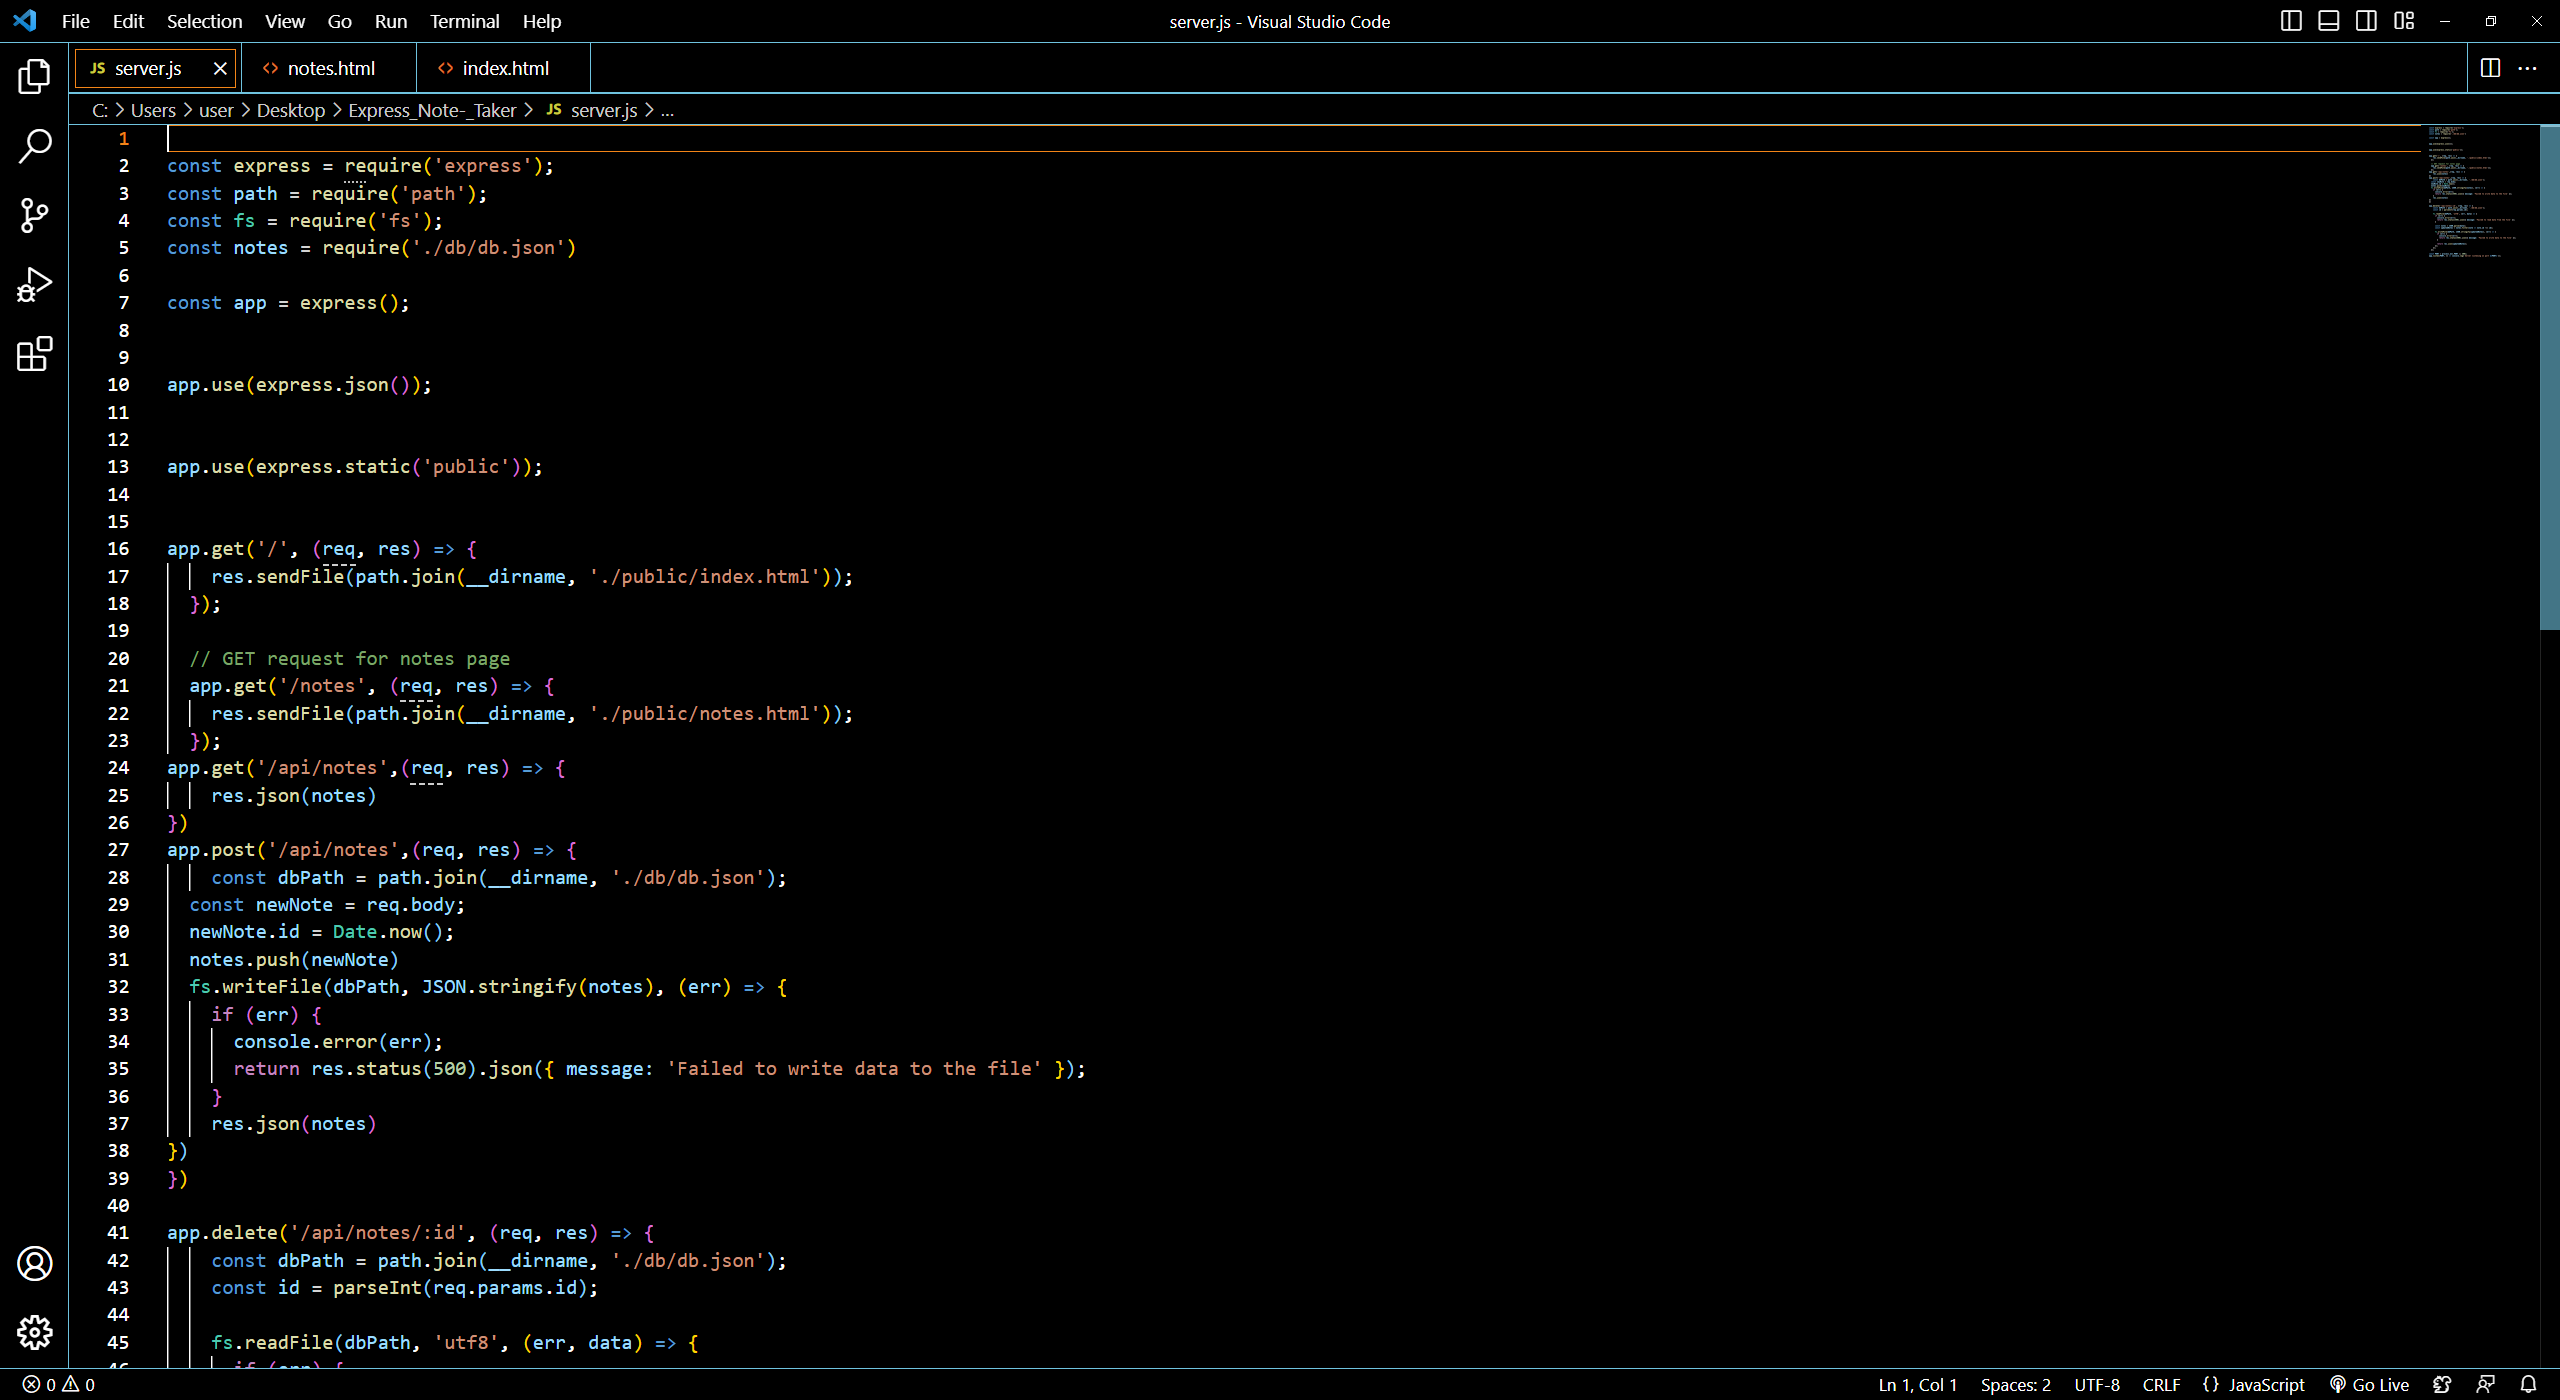 File Edit Selection View Go Run Terminal Help
server.js - Visual Studio Code
JS server.js
<> notes.html
<> index.html
C: > Users > user > Desktop > Express_Note-_Taker > JS server.js > ...
1
2 const express = require('express');
3 const path = require('path');
4 const fs = require('fs');
5 const notes = require('./db/db.json')
6
7 const app = express();
8
9
10 app.use(express.json());
11
12
13 app.use(express.static('public'));
14
15
16 app.get('/', (req, res) => {
17     res.sendFile(path.join(__dirname, './public/index.html'));
18   });
19
20   // GET request for notes page
21   app.get('/notes', (req, res) => {
22     res.sendFile(path.join(__dirname, './public/notes.html'));
23   });
24 app.get('/api/notes',(req, res) => {
25     res.json(notes)
26 })
27 app.post('/api/notes',(req, res) => {
28     const dbPath = path.join(__dirname, './db/db.json');
29   const newNote = req.body;
30   newNote.id = Date.now();
31   notes.push(newNote)
32   fs.writeFile(dbPath, JSON.stringify(notes), (err) => {
33     if (err) {
34       console.error(err);
35       return res.status(500).json({ message: 'Failed to write data to the file' });
36     }
37     res.json(notes)
38 })
39 })
40
41 app.delete('/api/notes/:id', (req, res) => {
42     const dbPath = path.join(__dirname, './db/db.json');
43     const id = parseInt(req.params.id);
44
45     fs.readFile(dbPath, 'utf8', (err, data) => {
46       if (err) {
0 0
Ln 1, Col 1 Spaces: 2 UTF-8 CRLF {} JavaScript Go Live